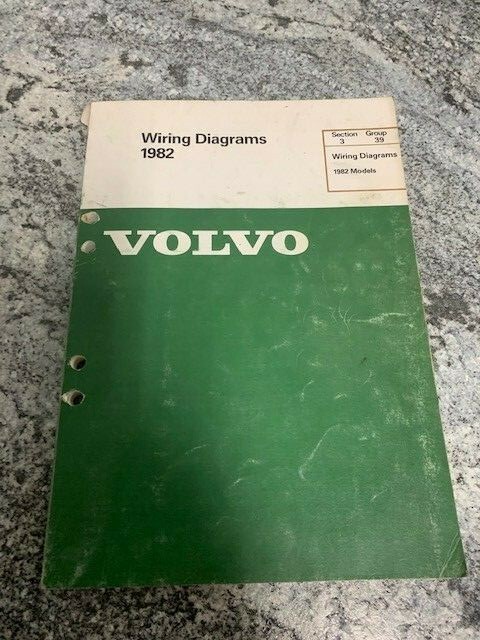 Wiring Diagrams
1982
Section Group
3 39
Wiring Diagrams
1982 Models
VOLVO